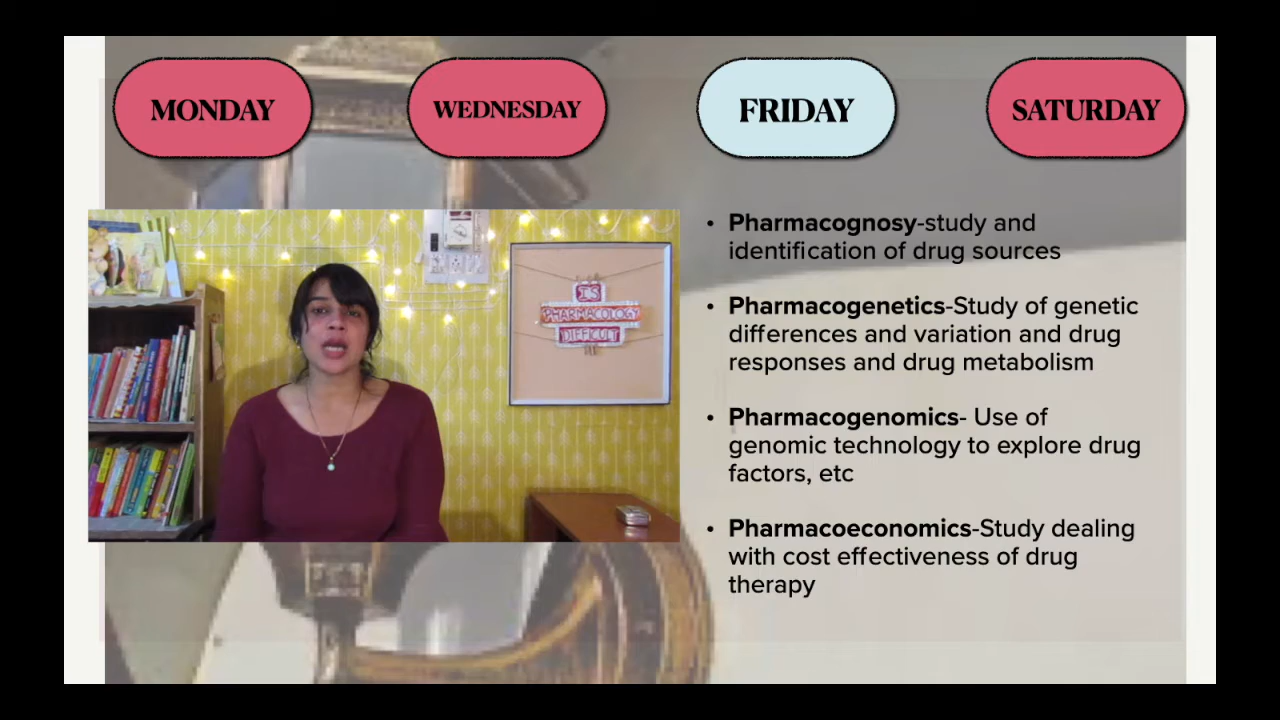 MONDAY
WEDNESDAY
FRIDAY
SATURDAY
IS
PHARMACOLOGY
DIFFICULT
• Pharmacognosy-study and
identification of drug sources
• Pharmacogenetics-Study of genetic
differences and variation and drug
responses and drug metabolism
• Pharmacogenomics- Use of
genomic technology to explore drug
factors, etc
• Pharmacoeconomics-Study dealing
with cost effectiveness of drug
therapy